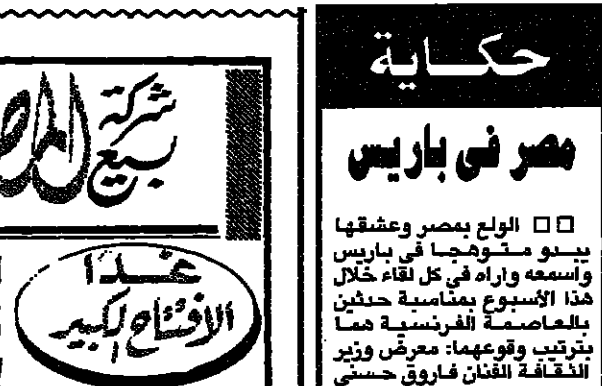 حكاية
مصر فى باريس
□□ الولع بمصر وعشقها
يبدو متوهجا فى باريس
واسمعه واراه فى كل لقاء خلال
هذا الأسبوع بمناسبة حدثين
بالعاصمة الفرنسية هما
بترتيب وقوعهما: معرض وزير
الثقافة الفنان فاروق حسنى
شركة
بيع
غدًا
الافتتاح الكبير